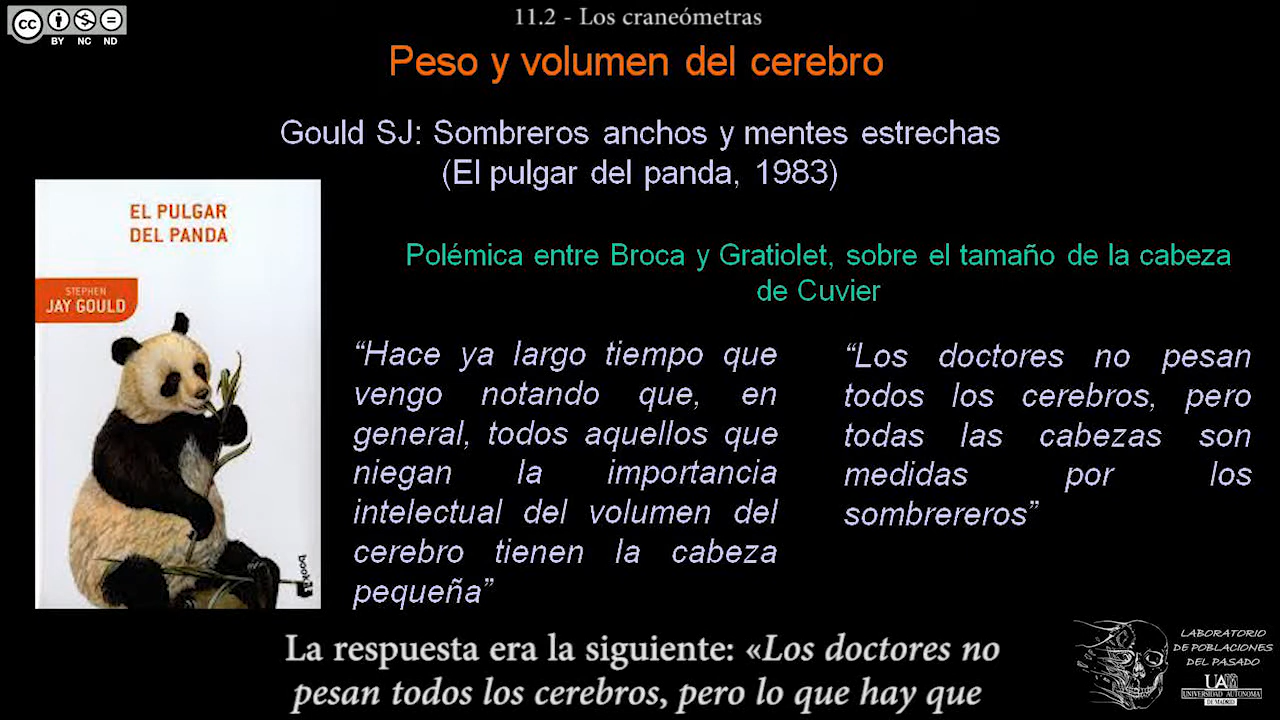 11.2 - Los craneómetras
cc
BY NC ND
Peso y volumen del cerebro
Gould SJ: Sombreros anchos y mentes estrechas
(El pulgar del panda, 1983)
EL PULGAR
DEL PANDA
STEPHEN
JAY GOULD
booket
Polémica entre Broca y Gratiolet, sobre el tamaño de la cabeza
de Cuvier
“Hace ya largo tiempo que
vengo notando que, en
general, todos aquellos que
niegan la importancia
intelectual del volumen del
cerebro tienen la cabeza
pequeña”
“Los doctores no pesan
todos los cerebros, pero
todas las cabezas son
medidas por los
sombrereros”
La respuesta era la siguiente: «Los doctores no
pesan todos los cerebros, pero lo que hay que
LABORATORIO
DE POBLACIONES
DEL PASADO
UAM
UNIVERSIDAD AUTONOMA
DE MADRID